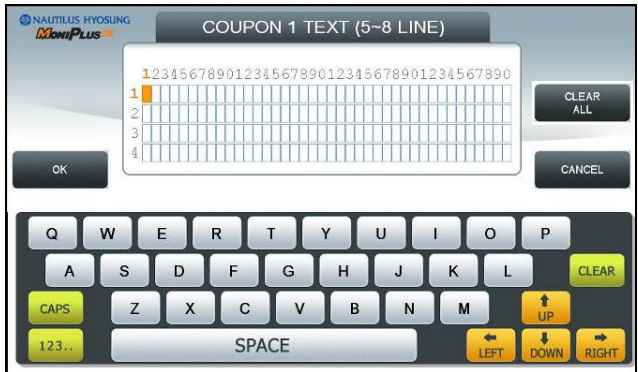 NAUTILUS HYOSUNG
MoniPlus
COUPON 1 TEXT (5~8 LINE)
1234567890123456789012345678901234567890
1
2
3
4
CLEAR
ALL
OK
CANCEL
Q W E R T Y U I O P
A S D F G H J K L CLEAR
CAPS Z X C V B N M UP
123.. SPACE LEFT DOWN RIGHT